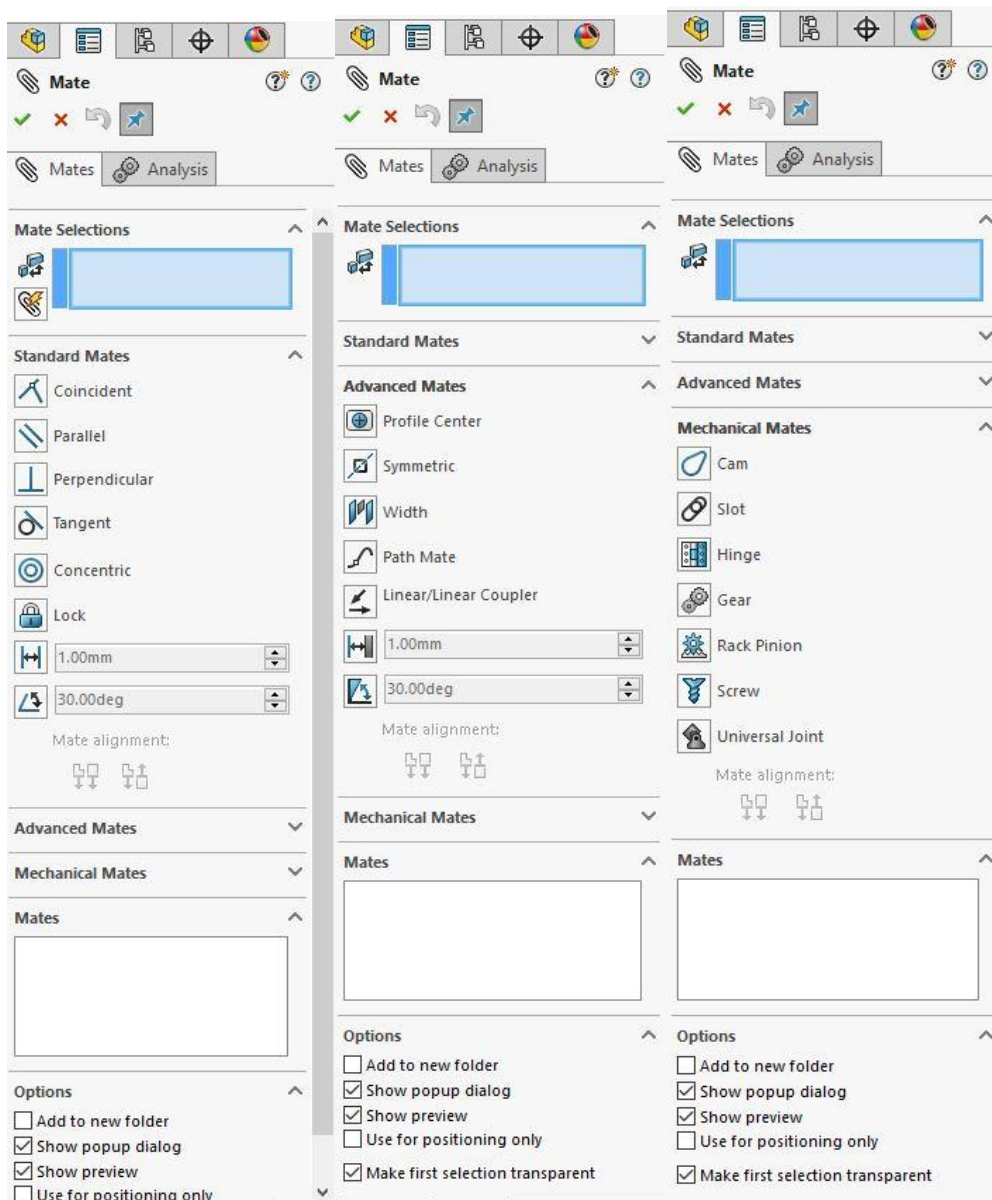 Mate
Mates
Analysis
Mate Selections
Standard Mates
Coincident
Parallel
Perpendicular
Tangent
Concentric
Lock
1.00mm
30.00deg
Mate alignment:
Advanced Mates
Mechanical Mates
Mates
Options
Add to new folder
Show popup dialog
Show preview
Use for positioning only
Mate
Mates
Analysis
Mate Selections
Standard Mates
Advanced Mates
Profile Center
Symmetric
Width
Path Mate
Linear/Linear Coupler
1.00mm
30.00deg
Mate alignment:
Mechanical Mates
Mates
Options
Add to new folder
Show popup dialog
Show preview
Use for positioning only
Make first selection transparent
Mate
Mates
Analysis
Mate Selections
Standard Mates
Advanced Mates
Mechanical Mates
Cam
Slot
Hinge
Gear
Rack Pinion
Screw
Universal Joint
Mate alignment:
Mates
Options
Add to new folder
Show popup dialog
Show preview
Use for positioning only
Make first selection transparent